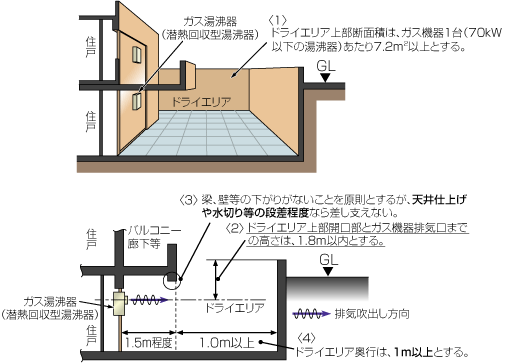 ガス湯沸器
(潜熱回収型湯沸器)
〈1〉
ドライエリア上部断面積は、ガス機器1台(70kW
以下の湯沸器)あたり7.2m²以上とする。
住戸
GL
ドライエリア
住戸
〈3〉梁、壁等の下がりがないことを原則とするが、天井仕上げ
や水切り等の段差程度なら差し支えない。
〈2〉ドライエリア上部開口部とガス機器排気口まで
の高さは、1.8m以内とする。
住戸
バルコニー
廊下等
GL
ガス湯沸器
(潜熱回収型湯沸器)
ドライエリア
排気吹出し方向
住戸
1.5m程度
1.0m以上
〈4〉
ドライエリア奥行は、1m以上とする。